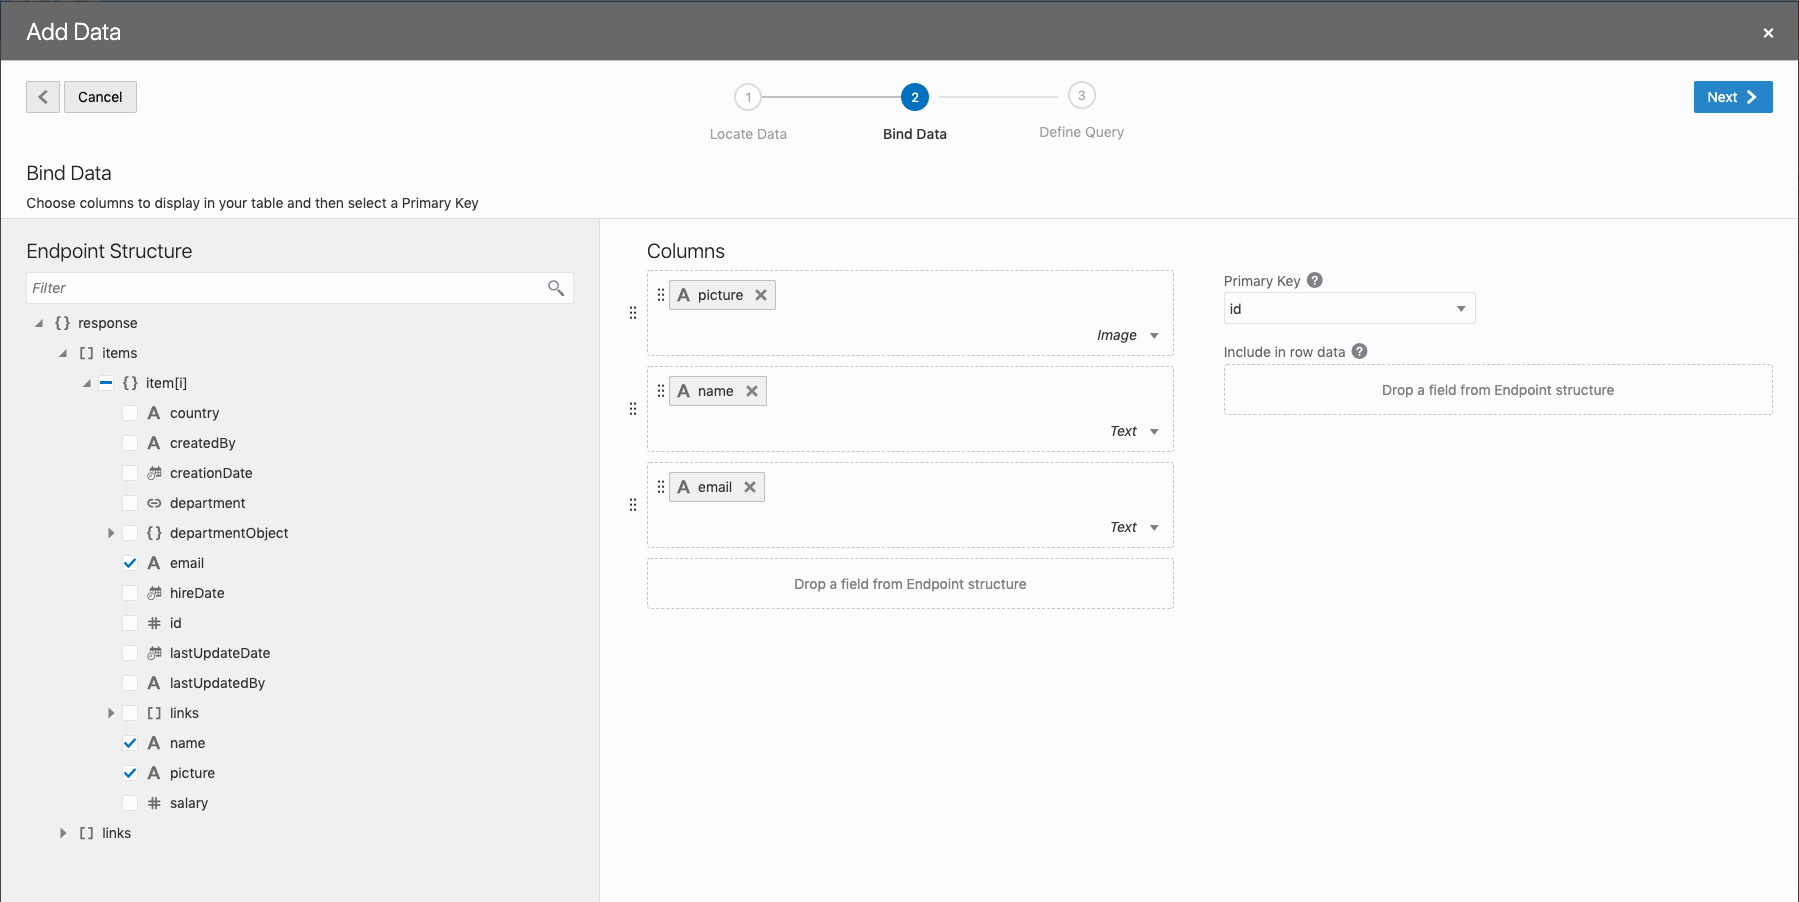 Add Data
Cancel
1
2
3
Next
Locate Data
Bind Data
Define Query
Bind Data
Choose columns to display in your table and then select a Primary Key
Endpoint Structure
Filter
{} response
[] items
{} item[i]
A country
A createdBy
creationDate
department
{} departmentObject
A email
hireDate
# id
lastUpdateDate
A lastUpdatedBy
[] links
A name
A picture
# salary
[] links
Columns
A picture
Image
A name
Text
A email
Text
Drop a field from Endpoint structure
Primary Key ?
id
Include in row data ?
Drop a field from Endpoint structure